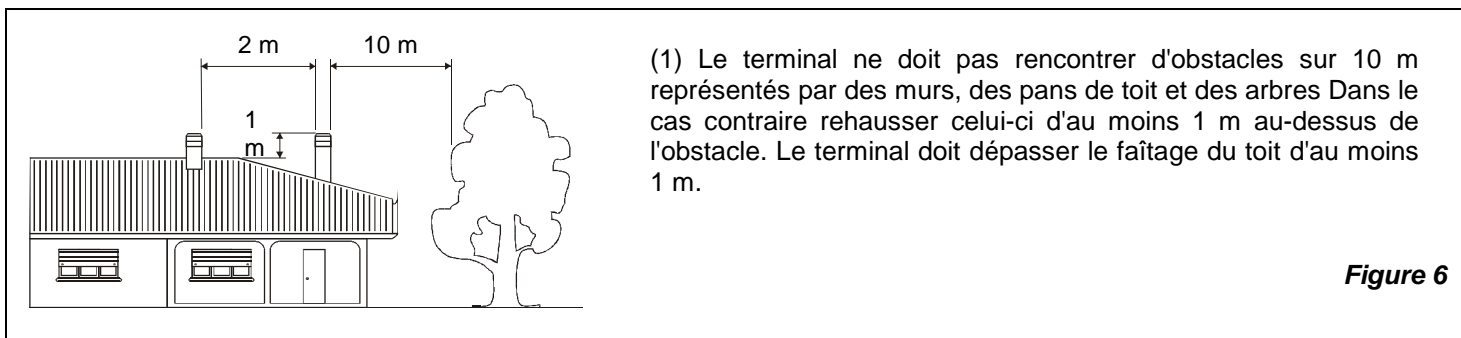 2 m
10 m
1
m
(1) Le terminal ne doit pas rencontrer d'obstacles sur 10 m
représentés par des murs, des pans de toit et des arbres Dans le
cas contraire rehausser celui-ci d'au moins 1 m au-dessus de
l'obstacle. Le terminal doit dépasser le faîtage du toit d'au moins
1 m.
Figure 6